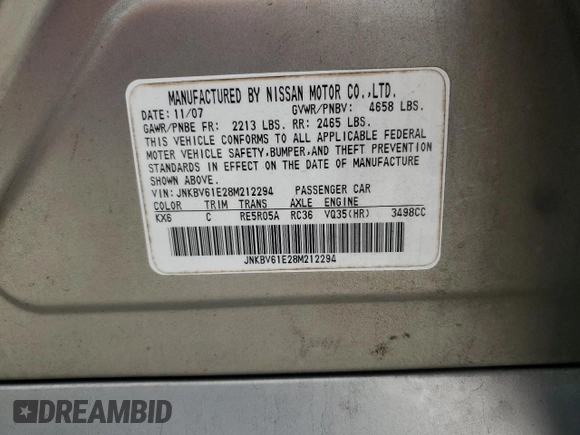 MANUFACTURED BY NISSAN MOTOR CO.,LTD.
DATE: 11/07 GVWR/PNBV: 4658 LBS.
GAWR/PNBE FR: 2213 LBS. RR: 2465 LBS.
THIS VEHICLE CONFORMS TO ALL APPLICABLE FEDERAL
MOTOR VEHICLE SAFETY,BUMPER,AND THEFT PREVENTION
STANDARDS IN EFFECT ON THE DATE OF MANUFACTURE
SHOWN ABOVE.
VIN: JNKBV61E28M212294 PASSENGER CAR
COLOR TRIM TRANS AXLE ENGINE
KX6 C RE5R05A RC36 VQ35(HR) 3498CC
JNKBV61E28M212294
DREAMBID